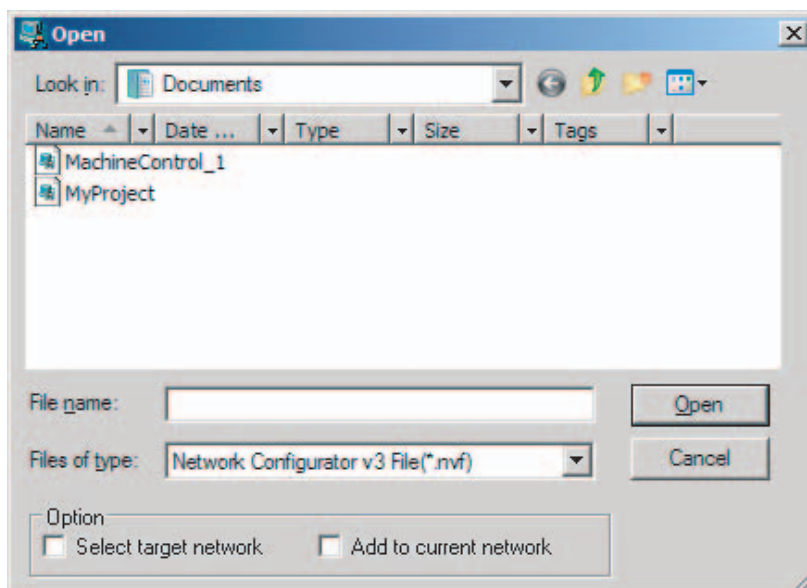 Open
Look in: Documents
Name Date ... Type Size Tags
MachineControl_1
MyProject
File name: Open
Files of type: Network Configurator v3 File(*.nvf) Cancel
Option
Select target network Add to current network